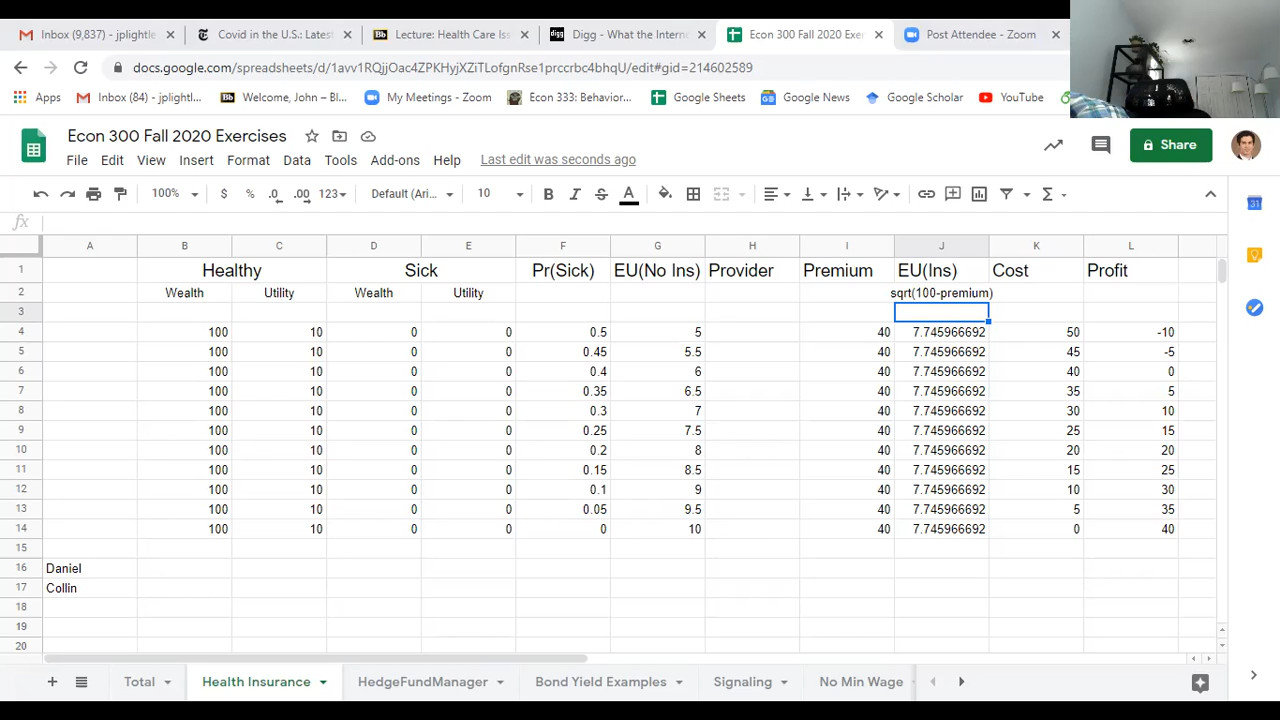 Inbox (9,837) - jplightle
Covid in the U.S.: Latest
Bb Lecture: Health Care Iss
digg Digg - What the Interne
Econ 300 Fall 2020 Exer
Post Attendee - Zoom
docs.google.com/spreadsheets/d/1avv1RQjjOac4ZPKHyjXZiTLofgnRse1prccrbc4bhqU/edit#gid=214602589
Apps Inbox (84) - jplightl... Bb Welcome, John – Bl... My Meetings - Zoom Econ 333: Behavior... Google Sheets Google News Google Scholar YouTube
Econ 300 Fall 2020 Exercises
File Edit View Insert Format Data Tools Add-ons Help Last edit was seconds ago
Share
100% $ % .0 .00 123 Default (Ari... 10 B I S A
fx
A B C D E F G H I J K L
1 Healthy Sick Pr(Sick) EU(No Ins) Provider Premium EU(Ins) Cost Profit
2 Wealth Utility Wealth Utility sqrt(100-premium)
3
4 100 10 0 0 0.5 5 40 7.745966692 50 -10
5 100 10 0 0 0.45 5.5 40 7.745966692 45 -5
6 100 10 0 0 0.4 6 40 7.745966692 40 0
7 100 10 0 0 0.35 6.5 40 7.745966692 35 5
8 100 10 0 0 0.3 7 40 7.745966692 30 10
9 100 10 0 0 0.25 7.5 40 7.745966692 25 15
10 100 10 0 0 0.2 8 40 7.745966692 20 20
11 100 10 0 0 0.15 8.5 40 7.745966692 15 25
12 100 10 0 0 0.1 9 40 7.745966692 10 30
13 100 10 0 0 0.05 9.5 40 7.745966692 5 35
14 100 10 0 0 0 10 40 7.745966692 0 40
15
16 Daniel
17 Collin
18
19
20
Total Health Insurance HedgeFundManager Bond Yield Examples Signaling No Min Wage
31